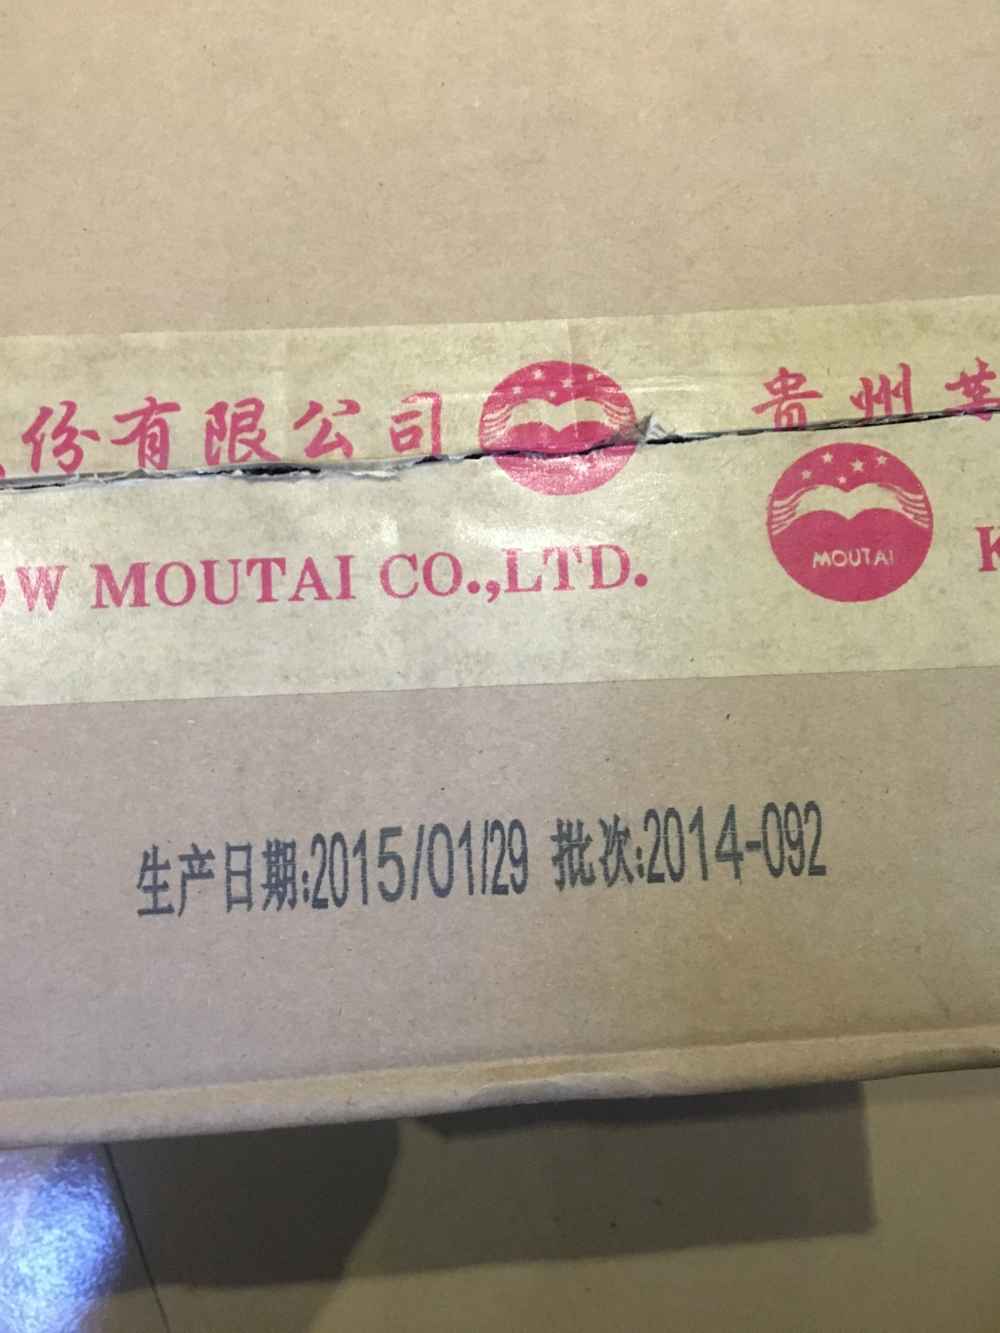 份有限公司 贵州茅
MOUTAI CO.,LTD. MOUTAI K
生产日期:2015/01/29 批次:2014-092